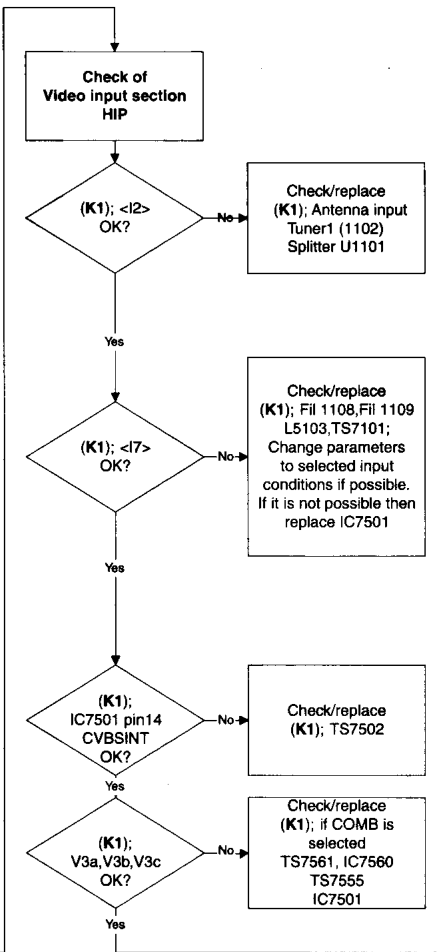 Check of
Video input section
HIP
(K1); <I2>
OK?
No
Check/replace
(K1); Antenna input
Tuner1 (1102)
Splitter U1101
Yes
(K1); <I7>
OK?
No
Check/replace
(K1); Fil 1108,Fil 1109
L5103,TS7101;
Change parameters
to selected input
conditions if possible.
If it is not possible then
replace IC7501
Yes
(K1);
IC7501 pin14
CVBSINT
OK?
No
Check/replace
(K1); TS7502
Yes
(K1);
V3a,V3b,V3c
OK?
No
Check/replace
(K1); if COMB is
selected
TS7561, IC7560
TS7555
IC7501
Yes